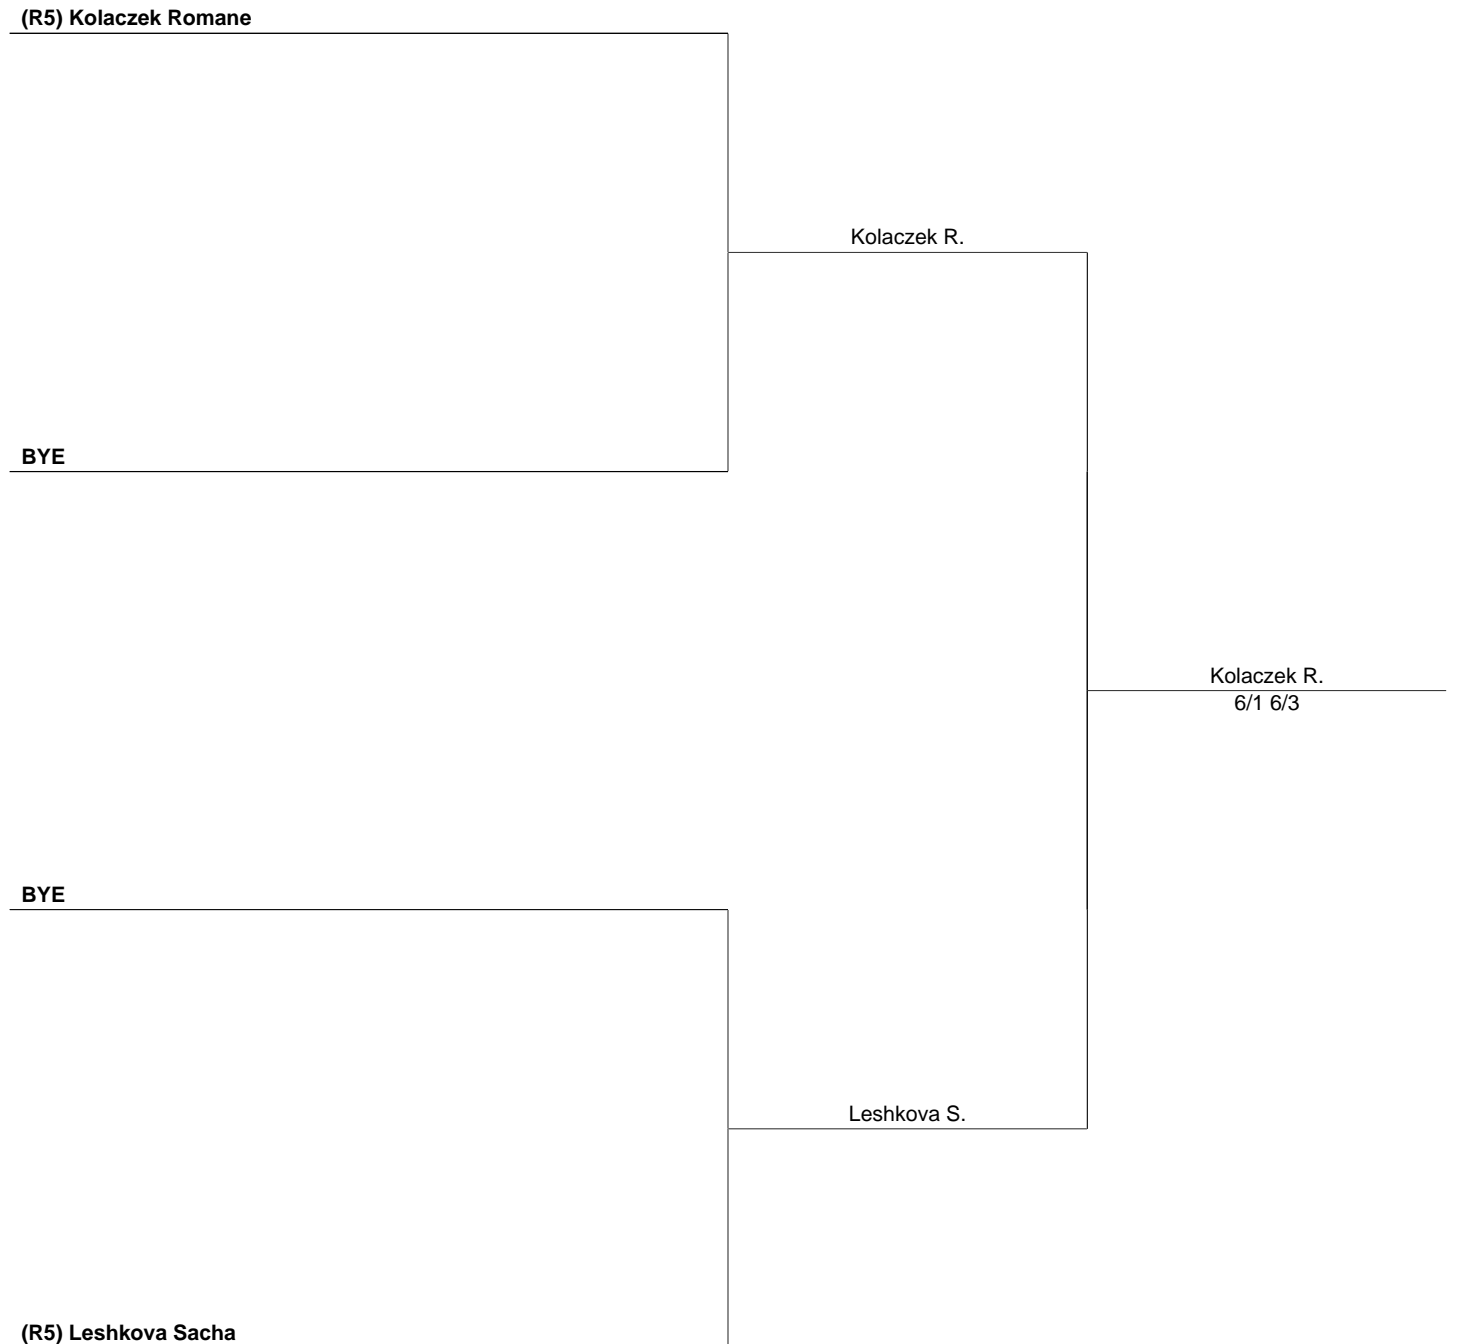 (R5) Kolaczek Romane
Kolaczek R.
BYE
Kolaczek R.
6/1 6/3
BYE
Leshkova S.
(R5) Leshkova Sacha